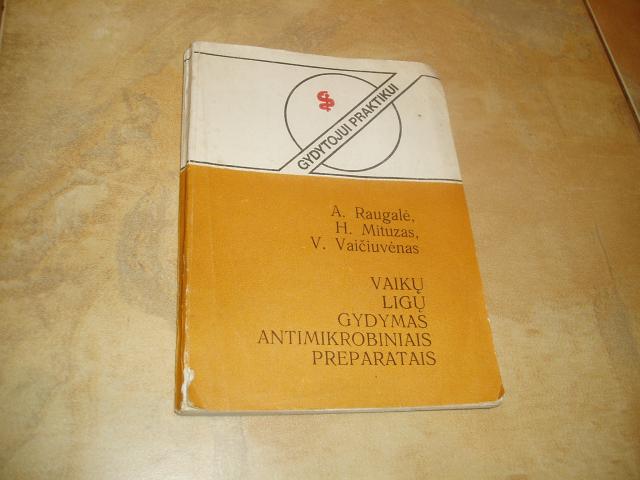 GYDYTOJUI PRAKTIKUI
A. Raugalė,
H. Mituzas,
V. Vaičiuvėnas
VAIKŲ
LIGŲ
GYDYMAS
ANTIMIKROBINIAIS
PREPARATAIS